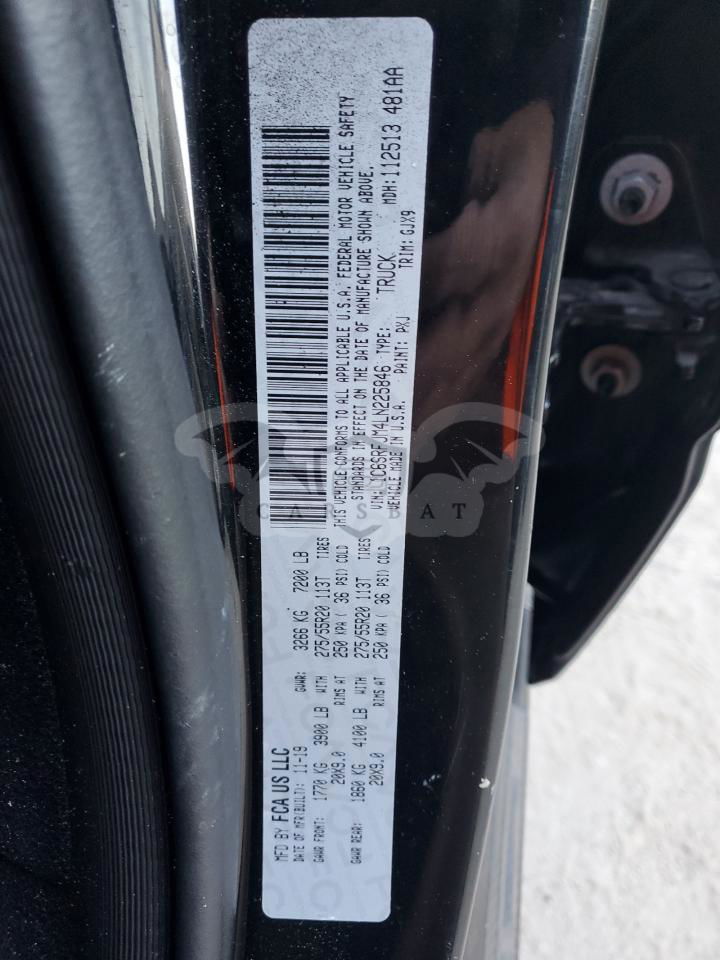 MFD BY FCA US LLC
DATE OF MFR(BUILT): 11-19 GVWR: 3266 KG 7200 LB
GAWR FRONT: 1770 KG 3900 LB WITH 275/55R20 113T TIRES
20X9.0 RIMS AT 250 KPA ( 36 PSI) COLD
GAWR REAR: 1860 KG 4100 LB WITH 275/55R20 113T TIRES
20X9.0 RIMS AT 250 KPA ( 36 PSI) COLD
THIS VEHICLE CONFORMS TO ALL APPLICABLE U.S.A. FEDERAL MOTOR VEHICLE SAFETY
STANDARDS IN EFFECT ON THE DATE OF MANUFACTURE SHOWN ABOVE.
VIN: 1C6SRFJM4LN225846 TYPE: TRUCK MDH: 112513 481AA
VEHICLE MADE IN U.S.A. PAINT: PXJ TRIM: GJX9
CARSBAT